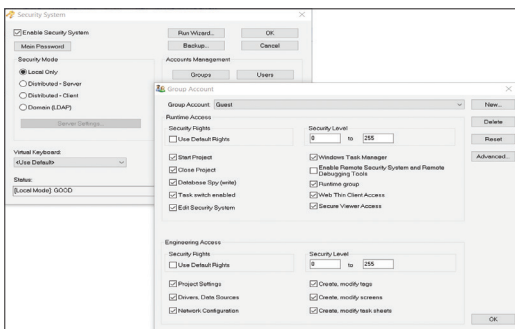 Security System
Enable Security System
Run Wizard...
OK
Main Password
Backup...
Cancel
Security Mode
Accounts Management
Local Only
Groups
Users
Distributed - Server
Distributed - Client
Domain (LDAP)
Server Settings...
Virtual Keyboard:
<Use Default>
Status:
[Local Mode]: GOOD
Group Account
Group Account: Guest
New...
Runtime Access
Delete
Security Rights
Security Level
Use Default Rights
0 to 255
Reset
Start Project
Windows Task Manager
Advanced...
Close Project
Enable Remote Security System and Remote
Debugging Tools
Database Spy (write)
Runtime group
Task switch enabled
Web Thin Client Access
Edit Security System
Secure Viewer Access
Engineering Access
Security Rights
Security Level
Use Default Rights
0 to 255
Project Settings
Create, modify tags
Drivers, Data Sources
Create, modify screens
Network Configuration
Create, modify task sheets
OK